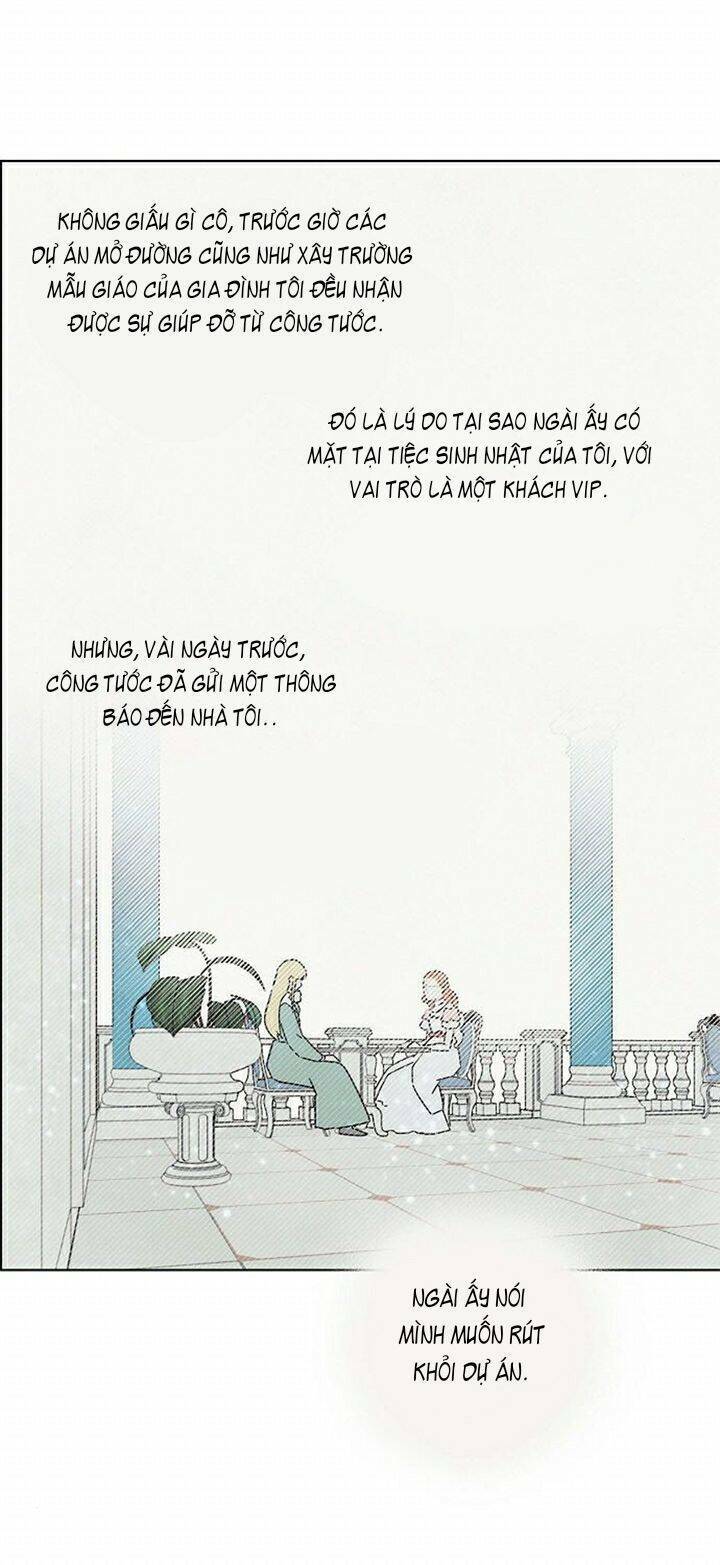 KHÔNG GIẤU GÌ CÔ, TRƯỚC GIỜ CÁC
DỰ ÁN MỞ ĐƯỜNG CŨNG NHƯ XÂY TRƯỜNG
MẪU GIÁO CỦA GIA ĐÌNH TÔI ĐỀU NHẬN
ĐƯỢC SỰ GIÚP ĐỠ TỪ CÔNG TƯỚC.
ĐÓ LÀ LÝ DO TẠI SAO NGÀI ẤY CÓ
MẶT TẠI TIỆC SINH NHẬT CỦA TÔI, VỚI
VAI TRÒ LÀ MỘT KHÁCH VIP.
NHƯNG, VÀI NGÀY TRƯỚC,
CÔNG TƯỚC ĐÃ GỬI MỘT THÔNG
BÁO ĐẾN NHÀ TÔI..
NGÀI ẤY NÓI
MÌNH MUỐN RÚT
KHỎI DỰ ÁN.